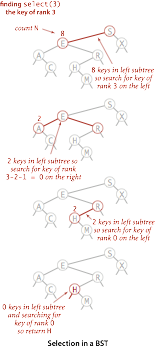 finding select(3)
the key of rank 3
count N
8
S
E
X
A
R
C
H
M
8 keys in left subtree
so search for key of
rank 3 on the left
S
2
E
X
A
R
C
H
M
2 keys in left subtree so
search for key of rank
3-2-1 = 0 on the right
S
E
X
A
R
2
C
H
M
2 keys in left subtree
so search for key of
rank 0 on the left
S
E
X
A
R
C
H
M
0 keys in left subtree
and searching for
key of rank 0
so return H
Selection in a BST